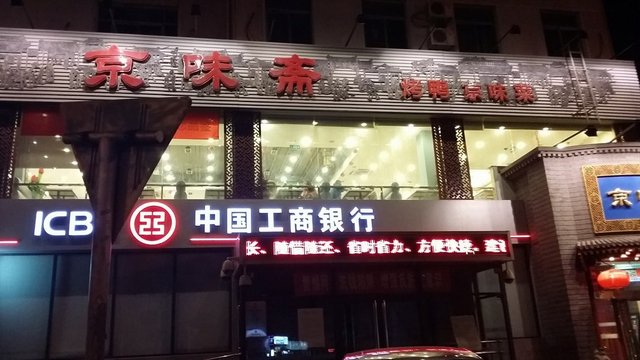 京味斋
烤鸭 京味菜
ICB
中国工商银行
长、随借随还、省时省力、方便快捷、
京